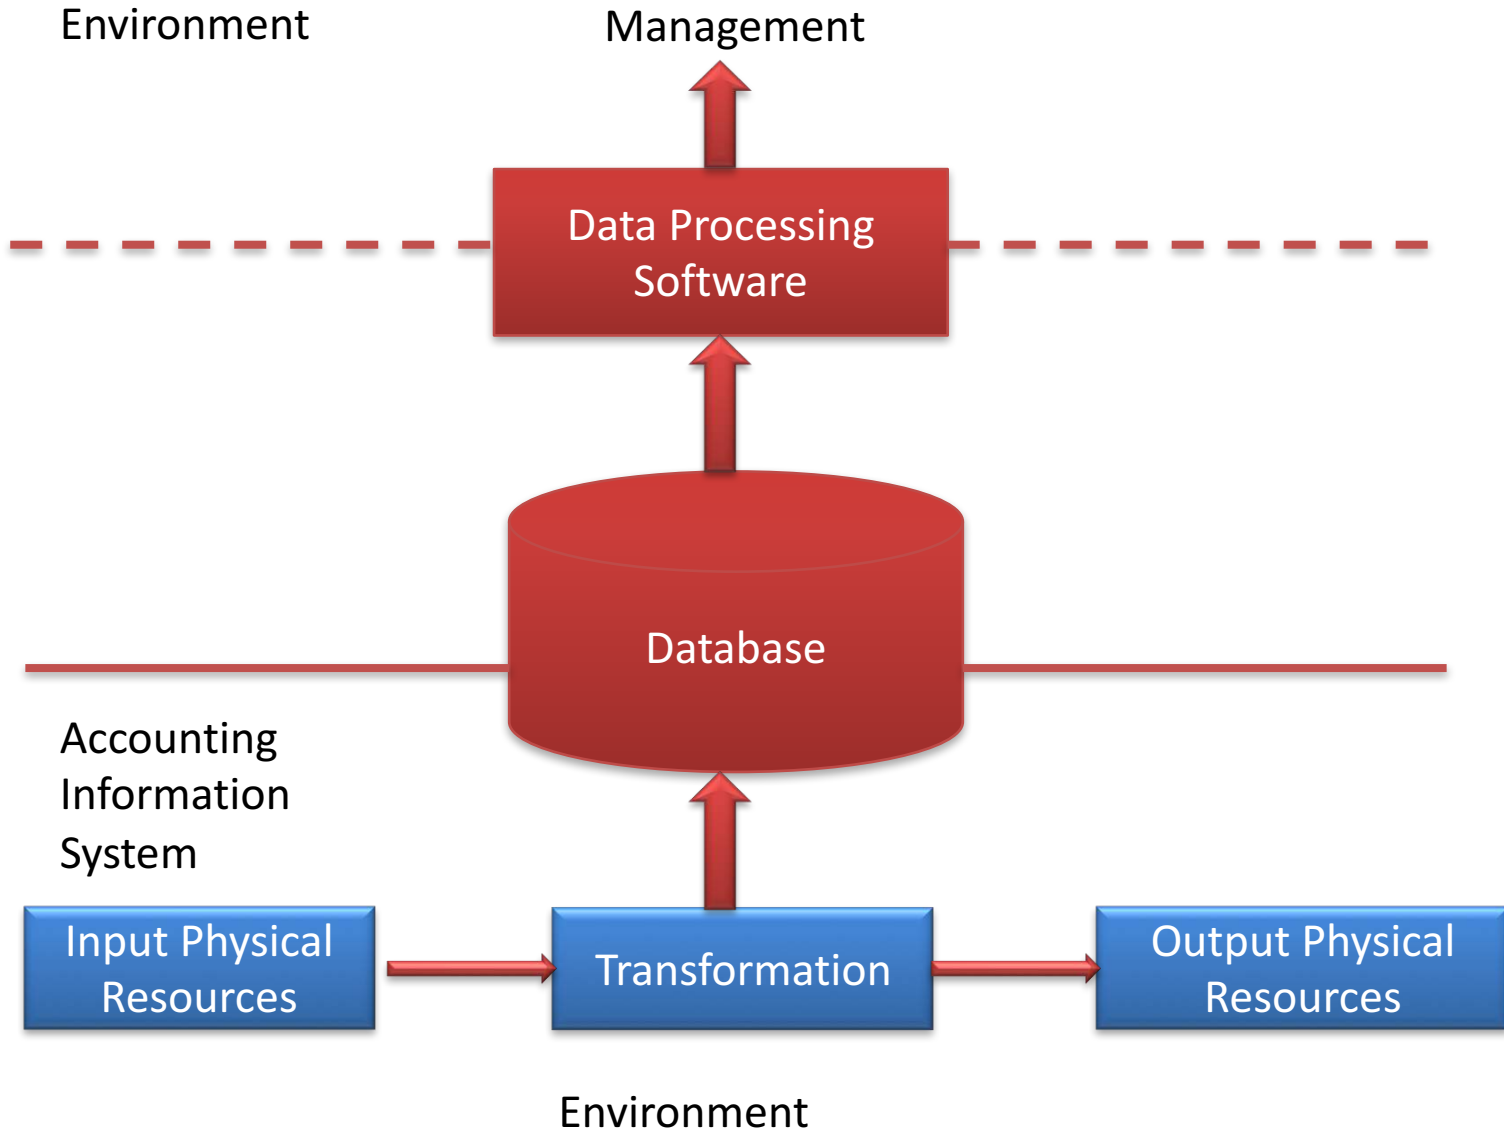 Environment
Management
Data Processing
Software
Database
Accounting
Information
System
Input Physical
Resources
Transformation
Output Physical
Resources
Environment